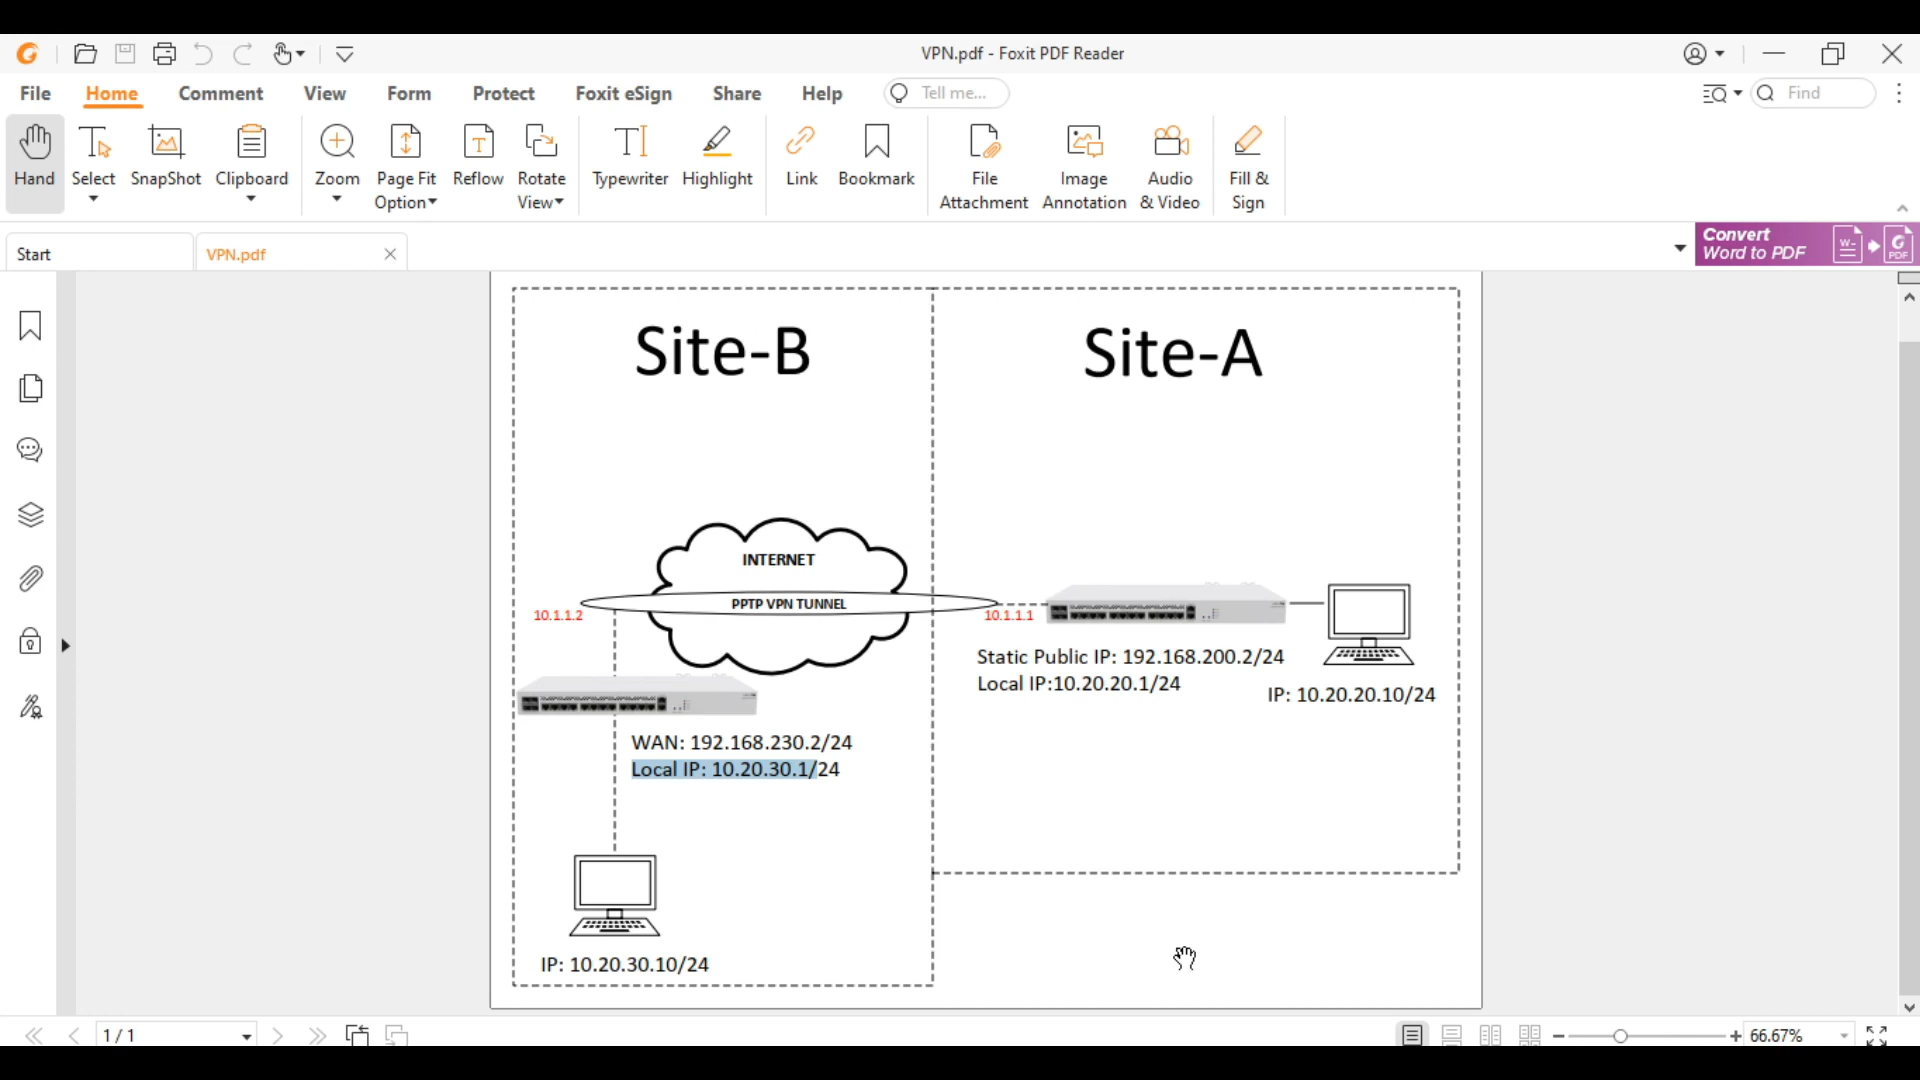 VPN.pdf - Foxit PDF Reader
File Home Comment View Form Protect Foxit eSign Share Help Tell me... Find
Hand Select SnapShot Clipboard Zoom Page Fit Option Reflow Rotate View Typewriter Highlight Link Bookmark File Attachment Image Annotation Audio & Video Fill & Sign
Start VPN.pdf
Convert
Word to PDF
W
PDF
Site-B
Site-A
INTERNET
PPTP VPN TUNNEL
10.1.1.2
10.1.1.1
Static Public IP: 192.168.200.2/24
Local IP:10.20.20.1/24
IP: 10.20.20.10/24
WAN: 192.168.230.2/24
Local IP: 10.20.30.1/24
IP: 10.20.30.10/24
1 / 1
66.67%